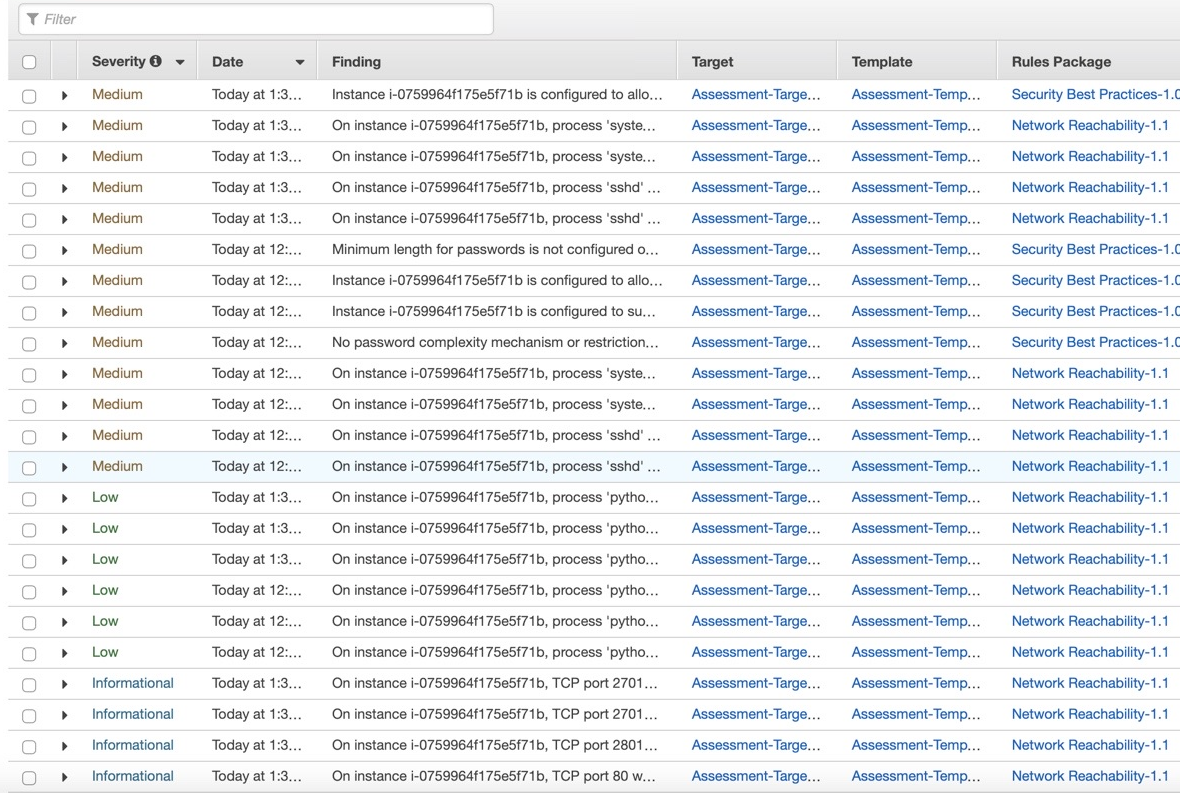 Filter
Severity Date Finding Target Template Rules Package
Medium Today at 1:3... Instance i-0759964f175e5f71b is configured to allo... Assessment-Targe... Assessment-Temp... Security Best Practices-1.0
Medium Today at 1:3... On instance i-0759964f175e5f71b, process 'syste... Assessment-Targe... Assessment-Temp... Network Reachability-1.1
Medium Today at 1:3... On instance i-0759964f175e5f71b, process 'syste... Assessment-Targe... Assessment-Temp... Network Reachability-1.1
Medium Today at 1:3... On instance i-0759964f175e5f71b, process 'sshd' ... Assessment-Targe... Assessment-Temp... Network Reachability-1.1
Medium Today at 1:3... On instance i-0759964f175e5f71b, process 'sshd' ... Assessment-Targe... Assessment-Temp... Network Reachability-1.1
Medium Today at 12:... Minimum length for passwords is not configured o... Assessment-Targe... Assessment-Temp... Security Best Practices-1.0
Medium Today at 12:... Instance i-0759964f175e5f71b is configured to allo... Assessment-Targe... Assessment-Temp... Security Best Practices-1.0
Medium Today at 12:... Instance i-0759964f175e5f71b is configured to su... Assessment-Targe... Assessment-Temp... Security Best Practices-1.0
Medium Today at 12:... No password complexity mechanism or restriction... Assessment-Targe... Assessment-Temp... Security Best Practices-1.0
Medium Today at 12:... On instance i-0759964f175e5f71b, process 'syste... Assessment-Targe... Assessment-Temp... Network Reachability-1.1
Medium Today at 12:... On instance i-0759964f175e5f71b, process 'syste... Assessment-Targe... Assessment-Temp... Network Reachability-1.1
Medium Today at 12:... On instance i-0759964f175e5f71b, process 'sshd' ... Assessment-Targe... Assessment-Temp... Network Reachability-1.1
Medium Today at 12:... On instance i-0759964f175e5f71b, process 'sshd' ... Assessment-Targe... Assessment-Temp... Network Reachability-1.1
Low Today at 1:3... On instance i-0759964f175e5f71b, process 'pytho... Assessment-Targe... Assessment-Temp... Network Reachability-1.1
Low Today at 1:3... On instance i-0759964f175e5f71b, process 'pytho... Assessment-Targe... Assessment-Temp... Network Reachability-1.1
Low Today at 1:3... On instance i-0759964f175e5f71b, process 'pytho... Assessment-Targe... Assessment-Temp... Network Reachability-1.1
Low Today at 12:... On instance i-0759964f175e5f71b, process 'pytho... Assessment-Targe... Assessment-Temp... Network Reachability-1.1
Low Today at 12:... On instance i-0759964f175e5f71b, process 'pytho... Assessment-Targe... Assessment-Temp... Network Reachability-1.1
Low Today at 12:... On instance i-0759964f175e5f71b, process 'pytho... Assessment-Targe... Assessment-Temp... Network Reachability-1.1
Informational Today at 1:3... On instance i-0759964f175e5f71b, TCP port 2701... Assessment-Targe... Assessment-Temp... Network Reachability-1.1
Informational Today at 1:3... On instance i-0759964f175e5f71b, TCP port 2701... Assessment-Targe... Assessment-Temp... Network Reachability-1.1
Informational Today at 1:3... On instance i-0759964f175e5f71b, TCP port 2801... Assessment-Targe... Assessment-Temp... Network Reachability-1.1
Informational Today at 1:3... On instance i-0759964f175e5f71b, TCP port 80 w... Assessment-Targe... Assessment-Temp... Network Reachability-1.1